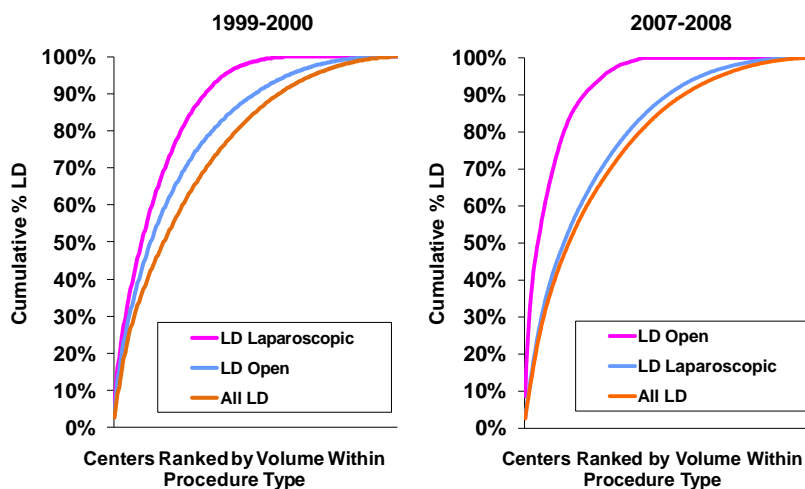 1999-2000
100%
90%
80%
70%
60%
50%
40%
30%
20%
10%
0%
Cumulative % LD
LD Laparoscopic
LD Open
All LD
Centers Ranked by Volume Within
Procedure Type
2007-2008
100%
90%
80%
70%
60%
50%
40%
30%
20%
10%
0%
Cumulative % LD
LD Open
LD Laparoscopic
All LD
Centers Ranked by Volume Within
Procedure Type